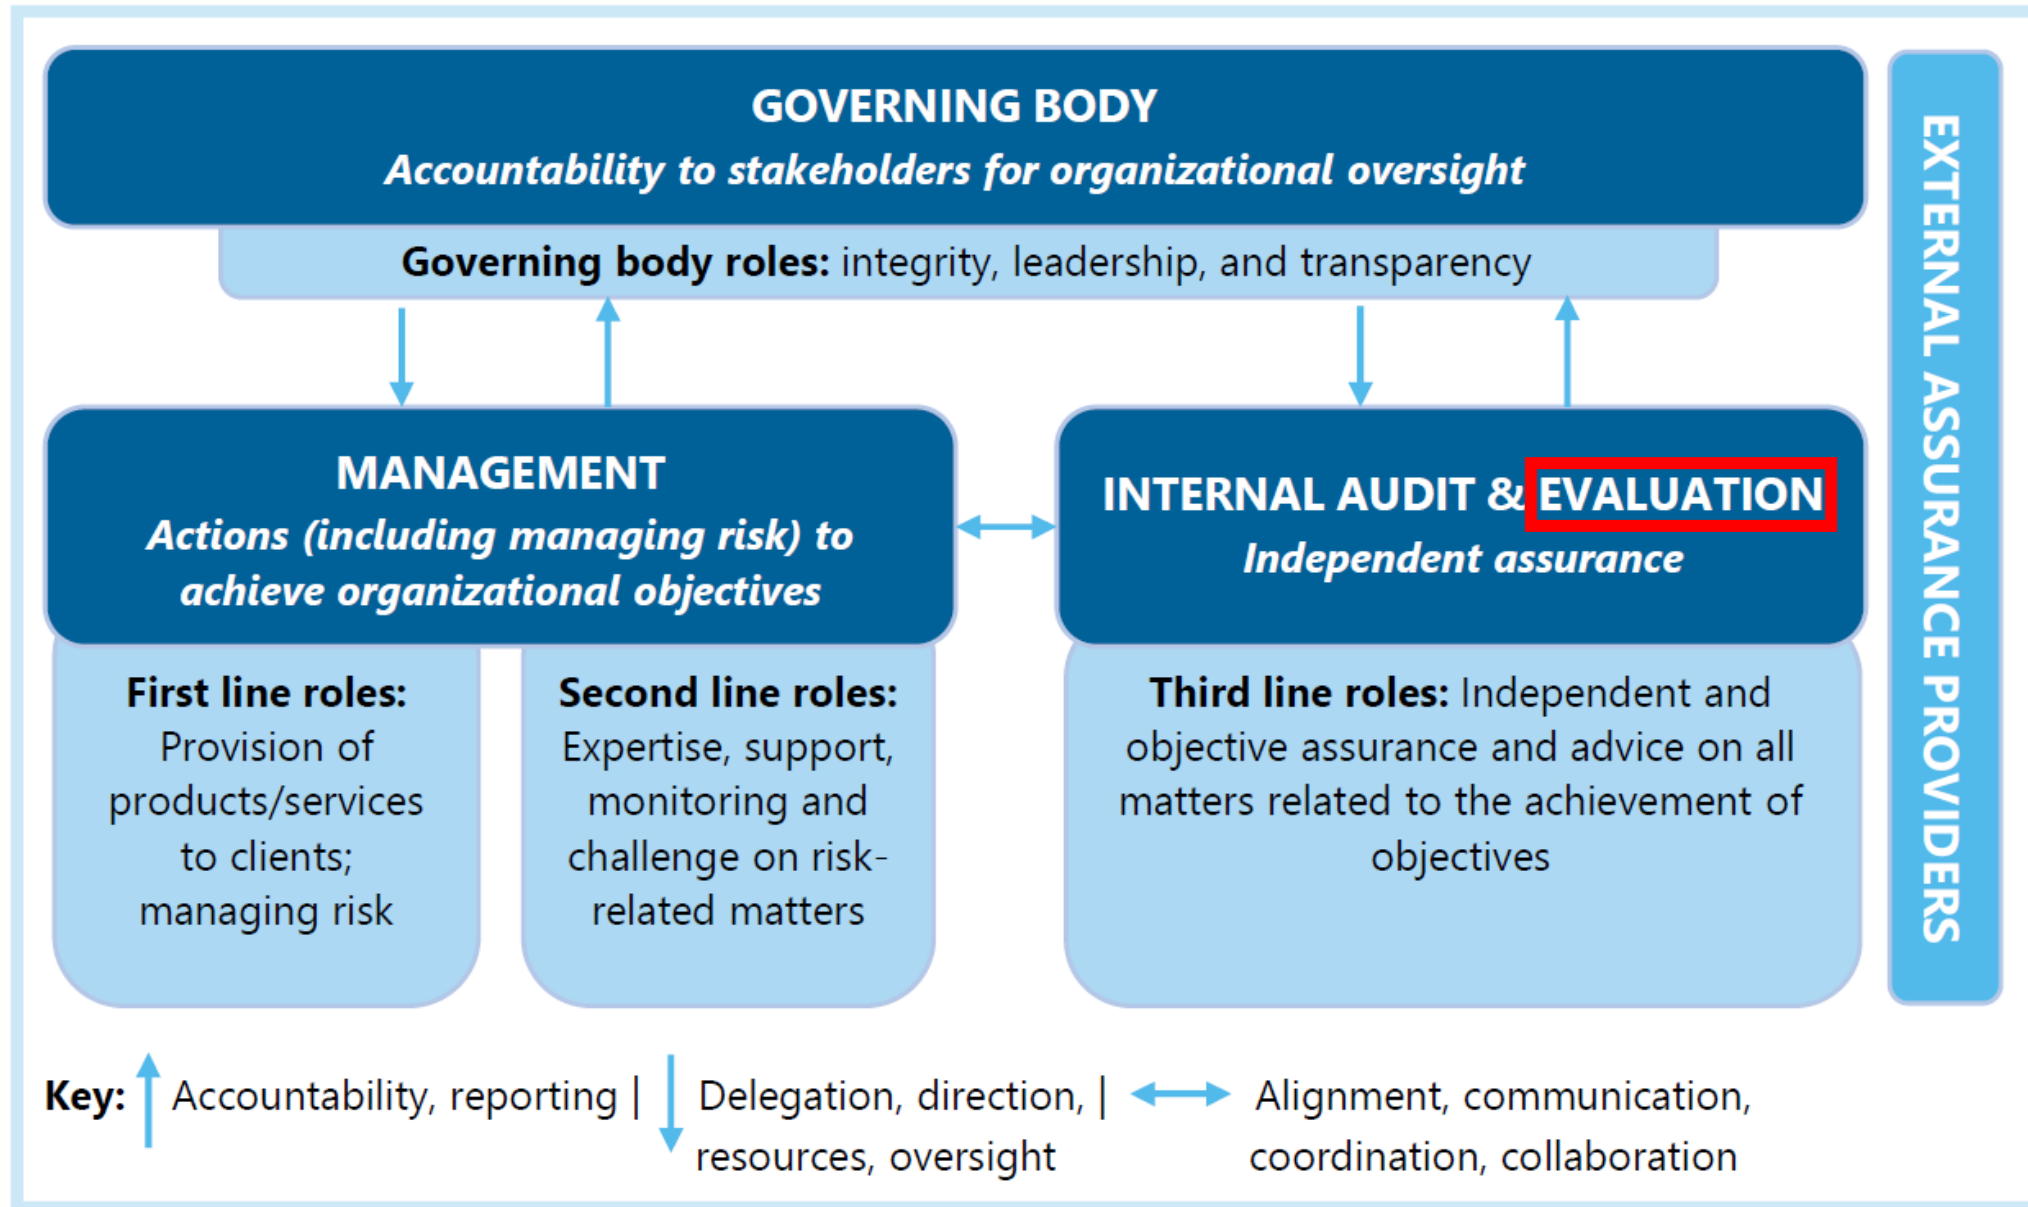 GOVERNING BODY
Accountability to stakeholders for organizational oversight
Governing body roles: integrity, leadership, and transparency
MANAGEMENT
Actions (including managing risk) to
achieve organizational objectives
First line roles:
Provision of
products/services
to clients;
managing risk
Second line roles:
Expertise, support,
monitoring and
challenge on risk-
related matters
INTERNAL AUDIT & EVALUATION
Independent assurance
Third line roles: Independent and
objective assurance and advice on all
matters related to the achievement of
objectives
EXTERNAL ASSURANCE PROVIDERS
Key: Accountability, reporting | Delegation, direction, | Alignment, communication,
resources, oversight coordination, collaboration